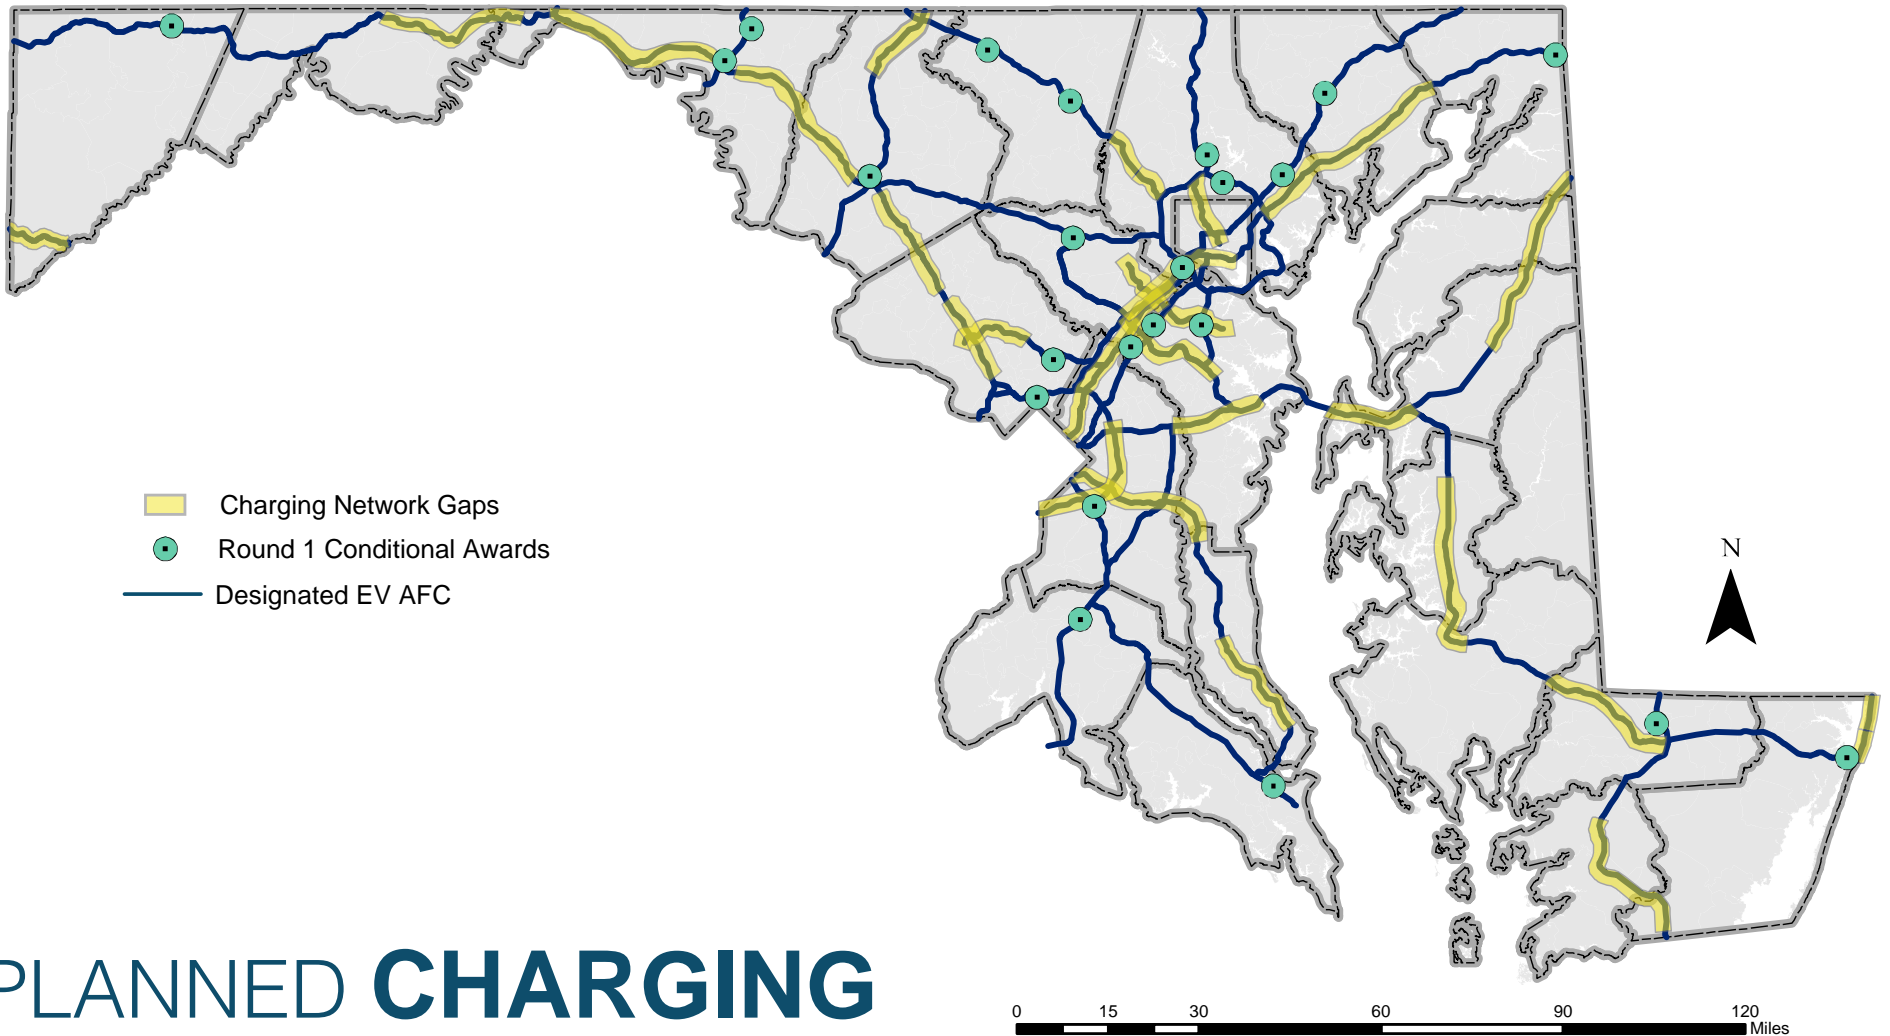 Charging Network Gaps
Round 1 Conditional Awards
Designated EV AFC
N
PLANNED CHARGING
0 15 30 60 90 120
Miles